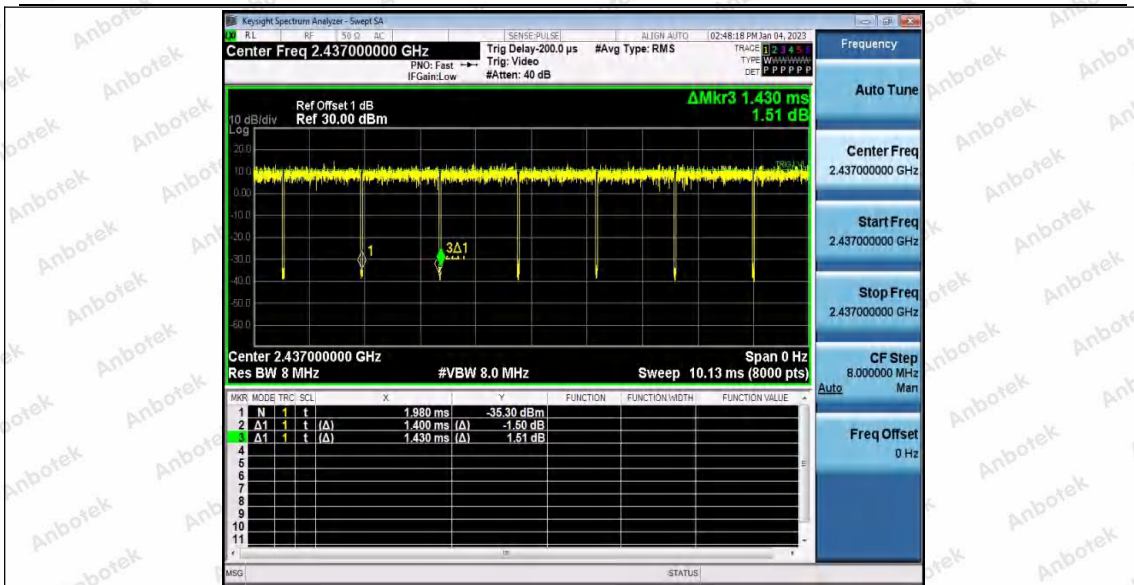 Keysight Spectrum Analyzer - Swept SA
RL RF 50 Ω AC SENSE:PULSE ALIGN AUTO 02:48:18 PM Jan 04, 2023
Center Freq 2.437000000 GHz
Trig Delay-200.0 µs #Avg Type: RMS
TRACE 1 2 3 4 5 6
PNO: Fast Trig: Video
TYPE WWWWWW
IFGain:Low #Atten: 40 dB
DET P P P P P P
ΔMkr3 1.430 ms
1.51 dB
Ref Offset 1 dB
10 dB/div Ref 30.00 dBm
Log
20.0
10.0
0.00
-10.0
-20.0
-30.0
-40.0
-50.0
-60.0
1
3Δ1
Center 2.437000000 GHz Span 0 Hz
Res BW 8 MHz #VBW 8.0 MHz Sweep 10.13 ms (8000 pts)
MKR MODE TRC SCL X Y FUNCTION FUNCTION WIDTH FUNCTION VALUE
1 N 1 t 1.980 ms -35.30 dBm
2 Δ1 1 t (Δ) 1.400 ms (Δ) -1.50 dB
3 Δ1 1 t (Δ) 1.430 ms (Δ) 1.51 dB
4
5
6
7
8
9
10
11
MSG STATUS
Frequency
Auto Tune
Center Freq
2.437000000 GHz
Start Freq
2.437000000 GHz
Stop Freq
2.437000000 GHz
CF Step
8.000000 MHz
Auto Man
Freq Offset
0 Hz
Anbotek